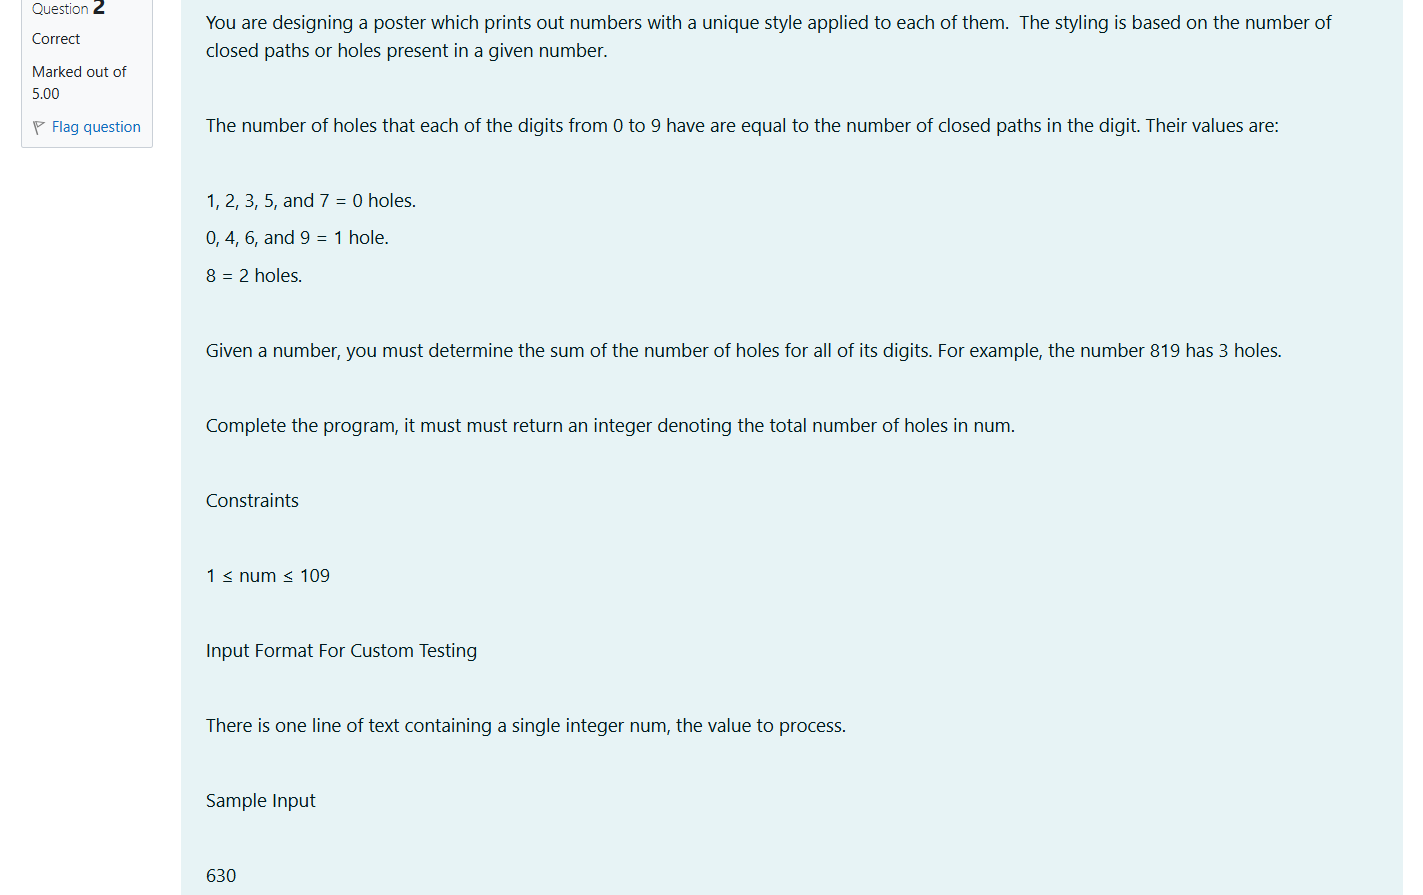 Question 2
Correct
Marked out of
5.00
Flag question
You are designing a poster which prints out numbers with a unique style applied to each of them.  The styling is based on the number of
closed paths or holes present in a given number.
The number of holes that each of the digits from 0 to 9 have are equal to the number of closed paths in the digit. Their values are:
1, 2, 3, 5, and 7 = 0 holes.
0, 4, 6, and 9 = 1 hole.
8 = 2 holes.
Given a number, you must determine the sum of the number of holes for all of its digits. For example, the number 819 has 3 holes.
Complete the program, it must must return an integer denoting the total number of holes in num.
Constraints
1 ≤ num ≤ 109
Input Format For Custom Testing
There is one line of text containing a single integer num, the value to process.
Sample Input
630